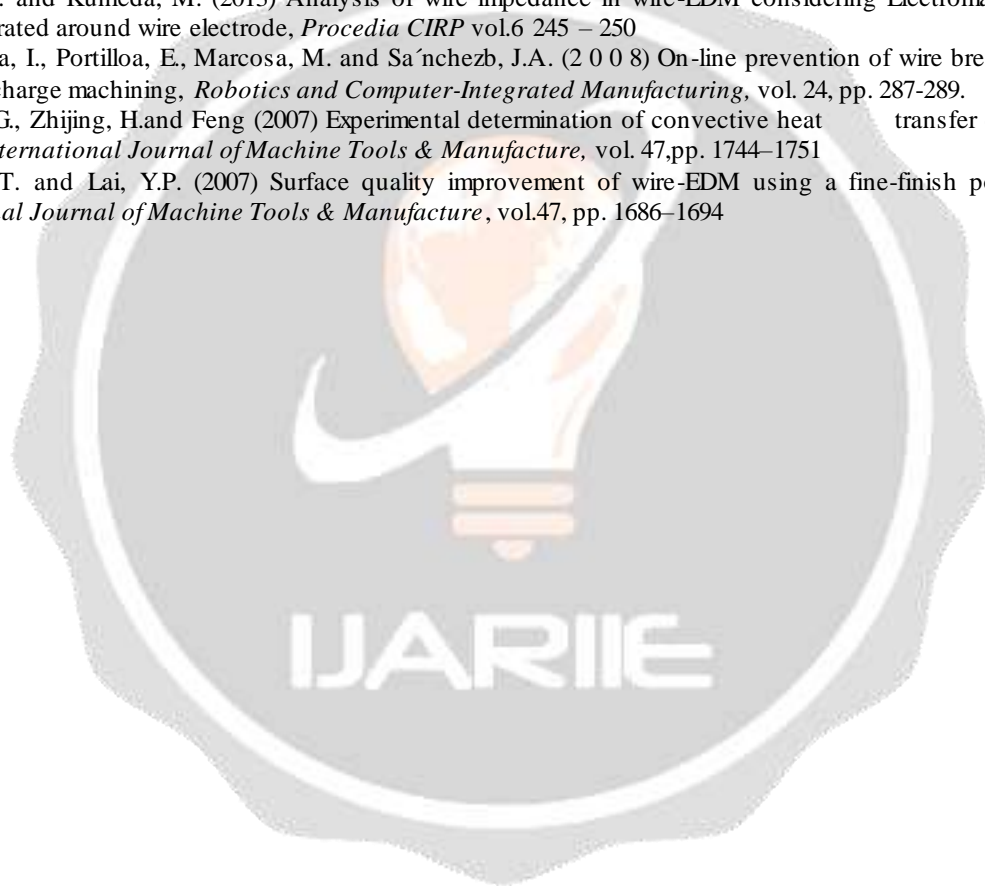 and Kumeda, M. (2013) Analysis of wire impedance in wire-EDM considering
rated around wire electrode, Procedia CIRP vol.6 245 – 250
a, I., Portilloa, E., Marcosa, M. and Sa´nchezb, J.A. (2 0 0 8) On-line prevention of wire bre
charge machining, Robotics and Computer-Integrated Manufacturing, vol. 24, pp. 287-289.
G., Zhijing, H.and Feng (2007) Experimental determination of convective heat transfer
ternational Journal of Machine Tools & Manufacture, vol. 47,pp. 1744–1751
T. and Lai, Y.P. (2007) Surface quality improvement of wire-EDM using a fine-finish p
al Journal of Machine Tools & Manufacture, vol.47, pp. 1686–1694
IJARIIE